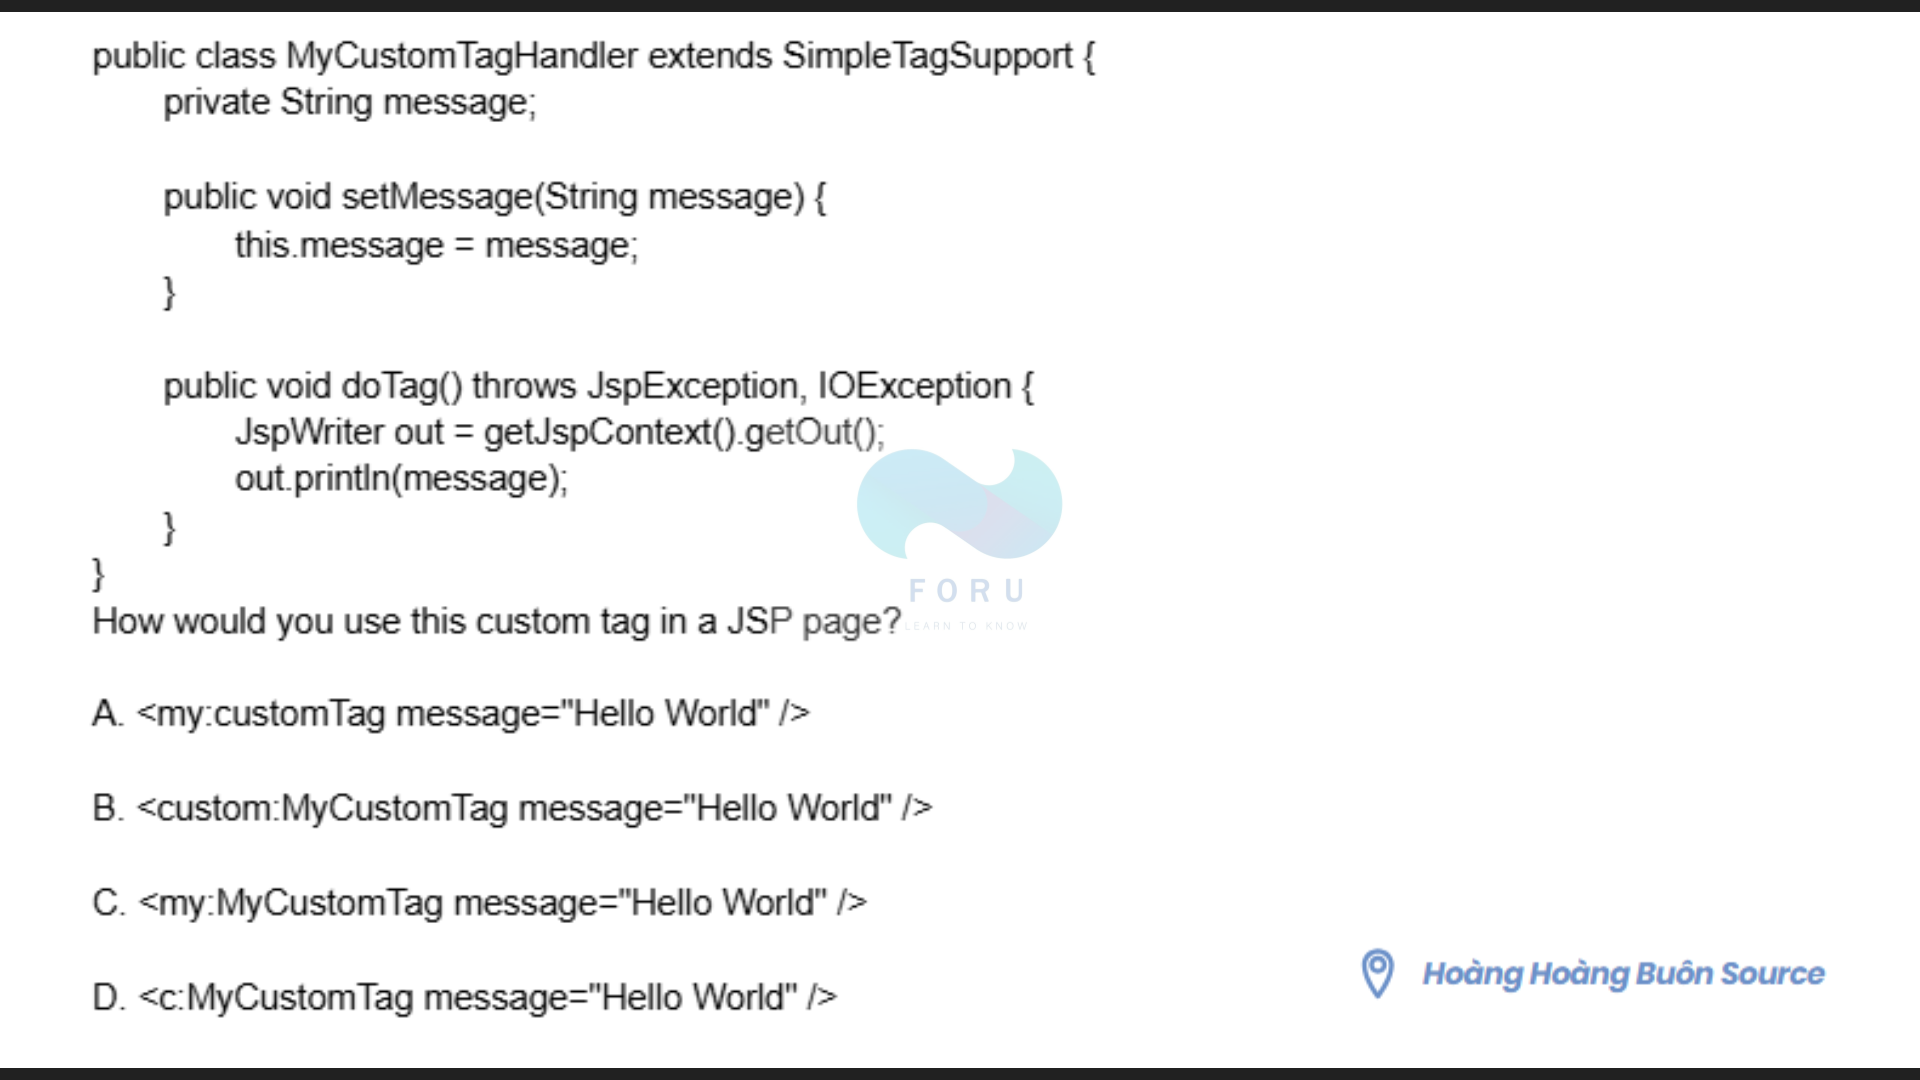 public class MyCustomTagHandler extends SimpleTagSupport {
private String message;
public void setMessage(String message) {
this.message = message;
}
public void doTag() throws JspException, IOException {
JspWriter out = getJspContext().getOut();
out.println(message);
}
}
FORU
How would you use this custom tag in a JSP page?
LEARN TO KNOW
A. <my:customTag message="Hello World" />
B. <custom:MyCustomTag message="Hello World" />
C. <my:MyCustomTag message="Hello World" />
Hoàng Hoàng Buôn Source
D. <c:MyCustomTag message="Hello World" />